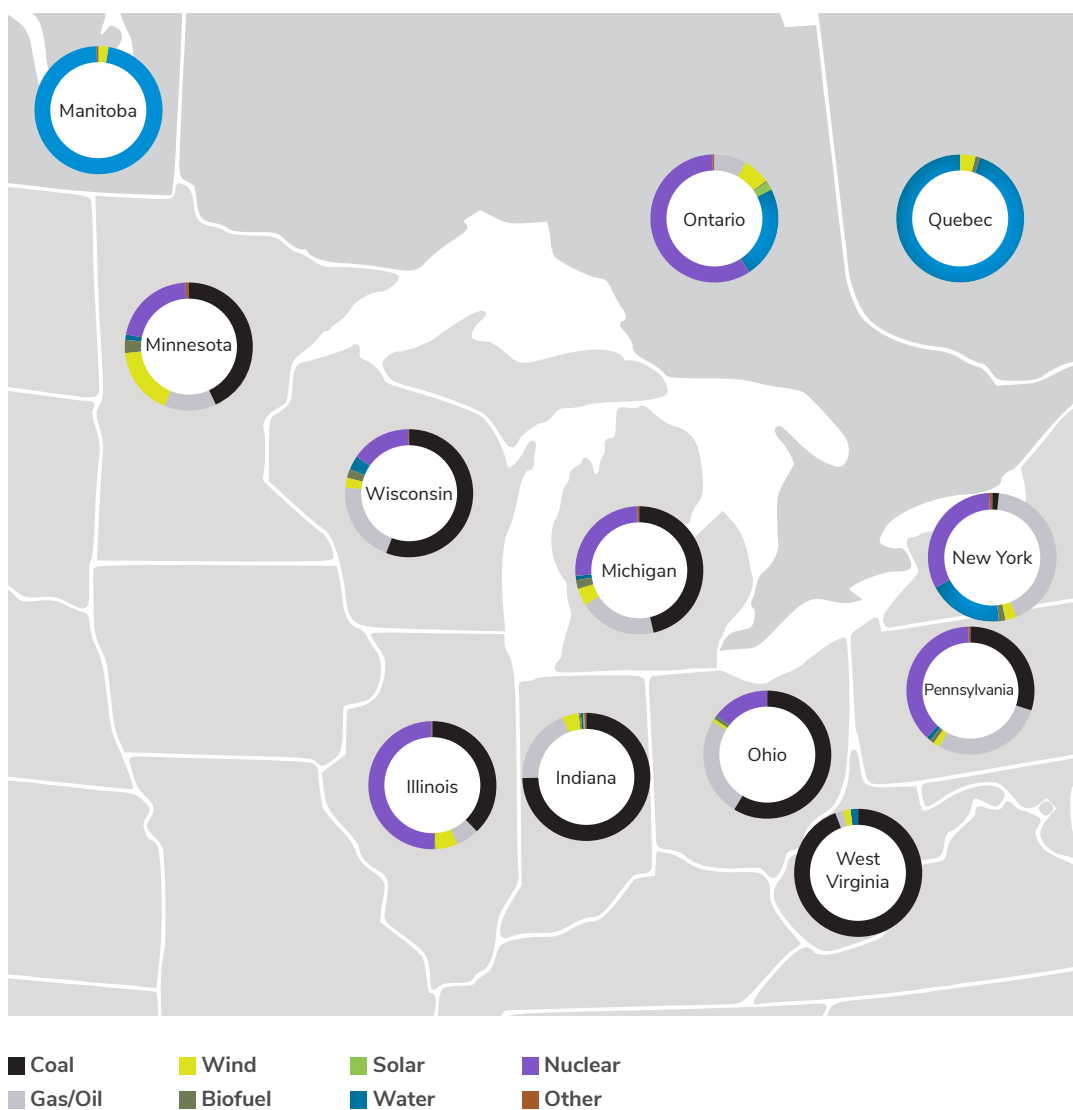 Manitoba
Ontario
Quebec
Minnesota
Wisconsin
Michigan
New York
Pennsylvania
Illinois
Indiana
Ohio
West
Virginia
Coal
Wind
Solar
Nuclear
Gas/Oil
Biofuel
Water
Other